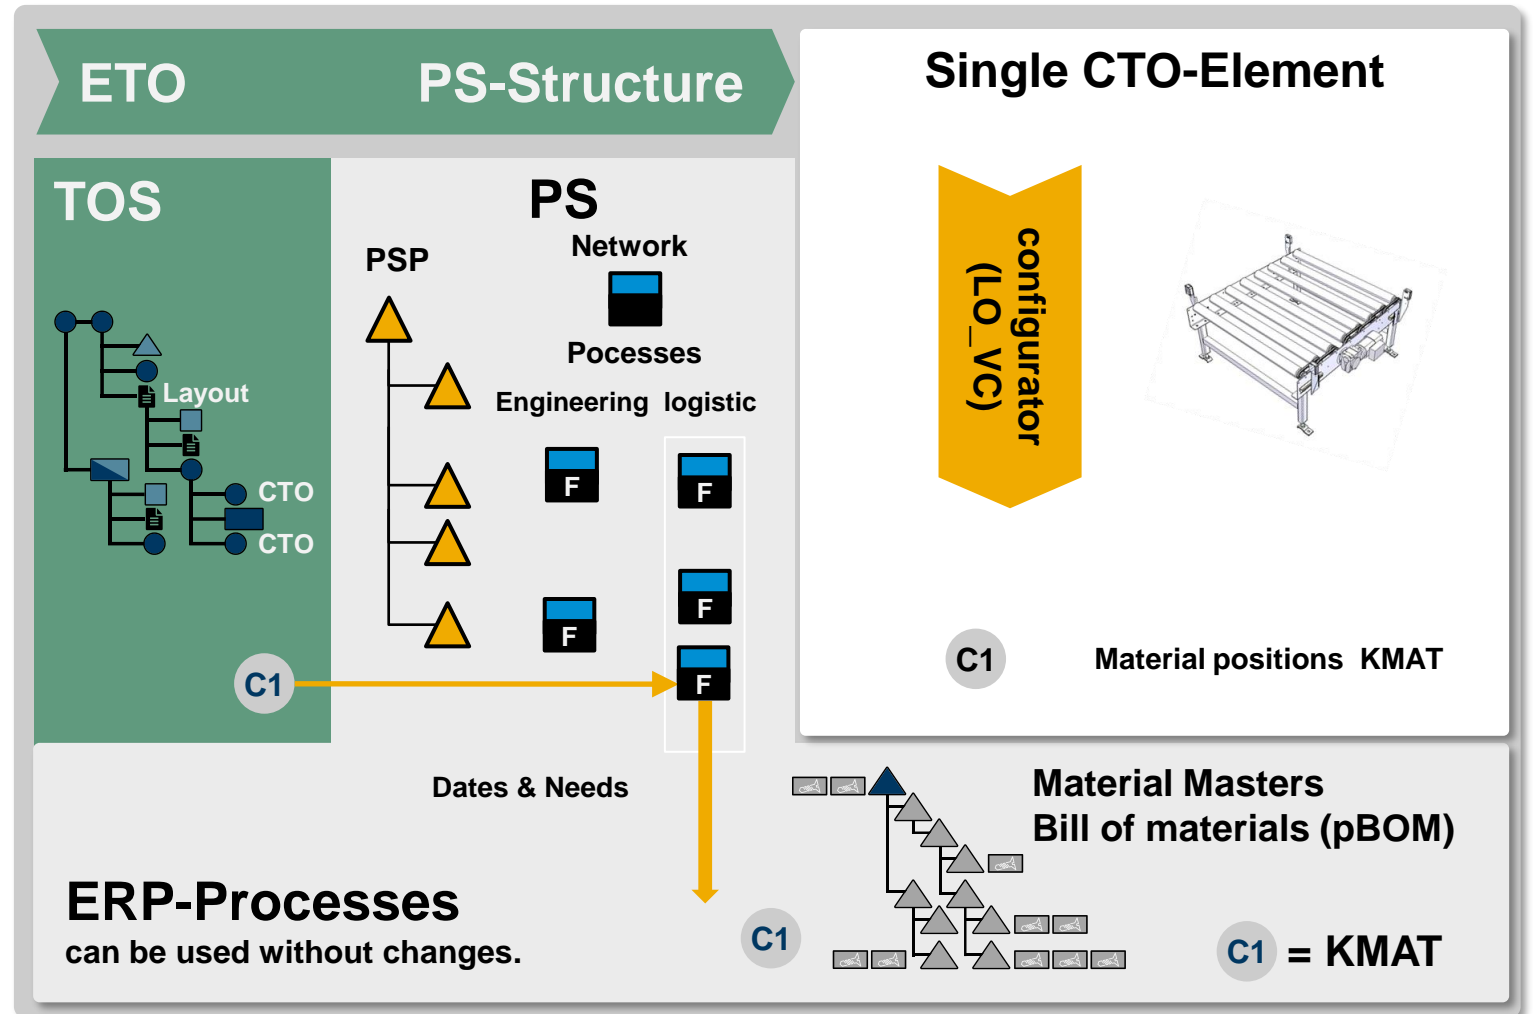 ETO
PS-Structure
Single CTO-Element
TOS
PS
Network
PSP
Pocesses
Engineering logistic
Layout
CTO
CTO
F
F
F
F
F
C1
configurator
(LO_VC)
C1
Material positions KMAT
Dates & Needs
Material Masters
Bill of materials (pBOM)
ERP-Processes
can be used without changes.
C1
C1 = KMAT